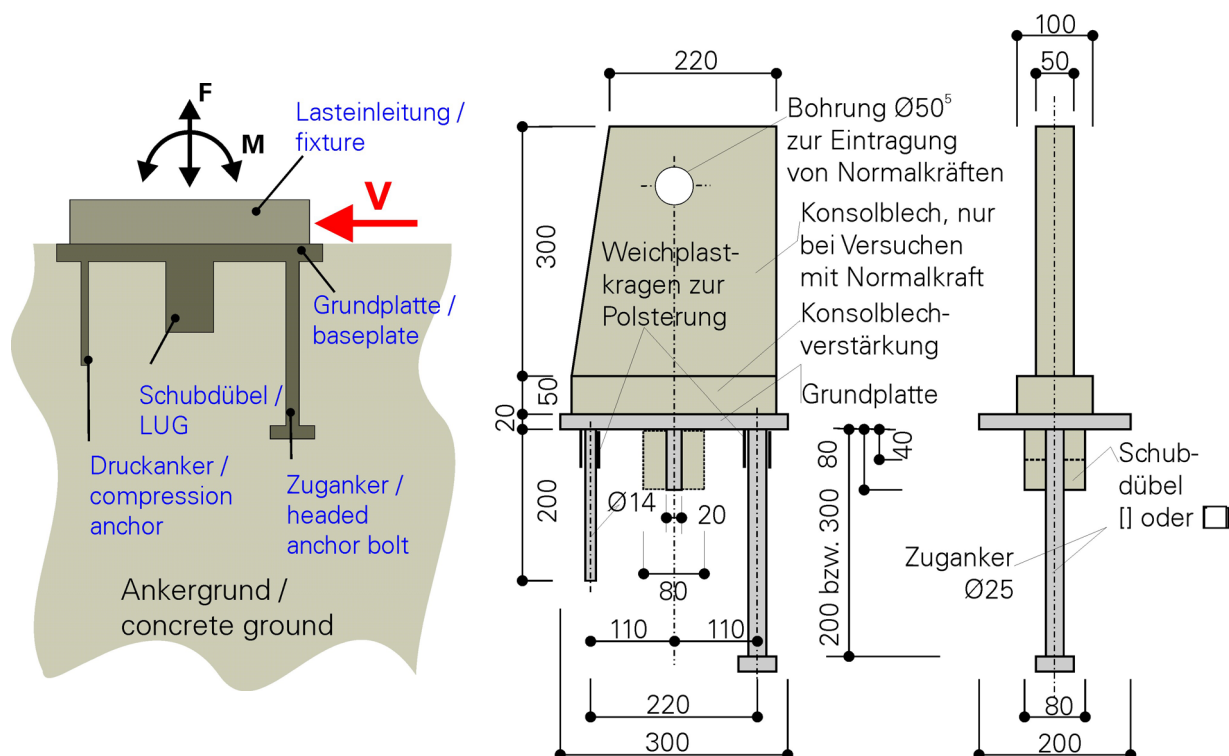 F
M
Lasteinleitung /
fixture
V
Grundplatte /
baseplate
Schubdübel /
LUG
Druckanker /
compression
anchor
Zuganker /
headed
anchor bolt
Ankergrund /
concrete ground
220
300
50
20
200
Bohrung Ø50⁵
zur Eintragung
von Normalkräften
Konsolblech, nur
bei Versuchen
mit Normalkraft
Weichplast-
kragen zur
Polsterung
Konsolblech-
verstärkung
Grundplatte
Ø14
20
80
110
110
220
300
40
80
200 bzw. 300
100
50
Schub-
dübel
[] oder □
Zuganker
Ø25
80
200